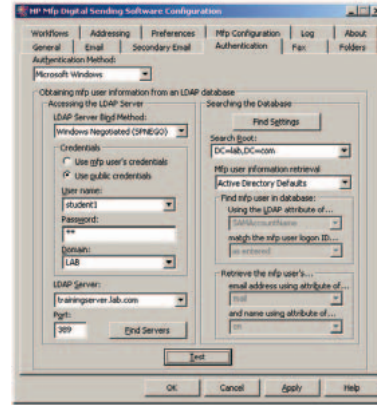 HP Mfp Digital Sending Software Configuration
Workflows Addressing Preferences Mfp Configuration Log About
General Email Secondary Email Authentication Fax Folders
Authentication Method:
Microsoft Windows
Obtaining mfp user information from an LDAP database
Accessing the LDAP Server
LDAP Server Bind Method:
Windows Negotiated (SPNEGO)
Credentials
Use mfp user's credentials
Use public credentials
User name:
student1
Password:
**
Domain:
LAB
LDAP Server:
trainingserver.lab.com
Port:
389 Find Servers
Searching the Database
Find Settings
Search Root:
DC=lab,DC=com
Mfp user information retrieval
Active Directory Defaults
Find mfp user in database:
Using the LDAP attribute of...
sAMAccountName
match the mfp user logon ID...
as entered
Retrieve the mfp user's...
email address using attribute of...
mail
and name using attribute of...
cn
Test
OK Cancel Apply Help